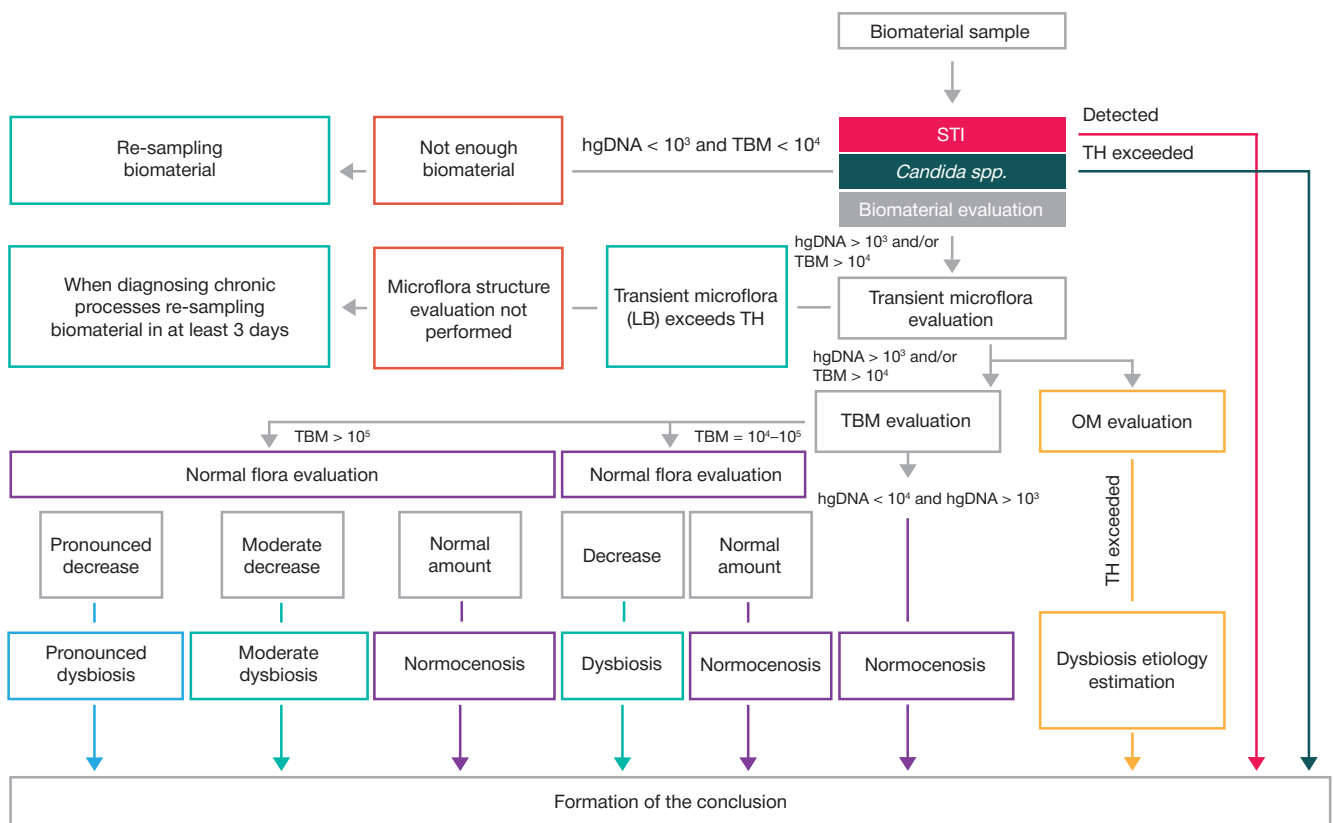 Biomaterial sample
Detected
STI
TH exceeded
Candida spp.
Biomaterial evaluation
hgDNA < 10³ and TBM < 10⁴
Not enough
biomaterial
Re-sampling
biomaterial
hgDNA > 10³ and/or
TBM > 10⁴
Transient microflora
evaluation
Transient microflora
(LB) exceeds TH
Microflora structure
evaluation not
performed
When diagnosing chronic
processes re-sampling
biomaterial in at least 3 days
hgDNA > 10³ and/or
TBM > 10⁴
TBM evaluation
OM evaluation
TBM > 10⁵
TBM = 10⁴–10⁵
Normal flora evaluation
Normal flora evaluation
hgDNA < 10⁴ and hgDNA > 10³
TH exceeded
Pronounced
decrease
Moderate
decrease
Normal
amount
Decrease
Normal
amount
Pronounced
dysbiosis
Moderate
dysbiosis
Normocenosis
Dysbiosis
Normocenosis
Normocenosis
Dysbiosis etiology
estimation
Formation of the conclusion